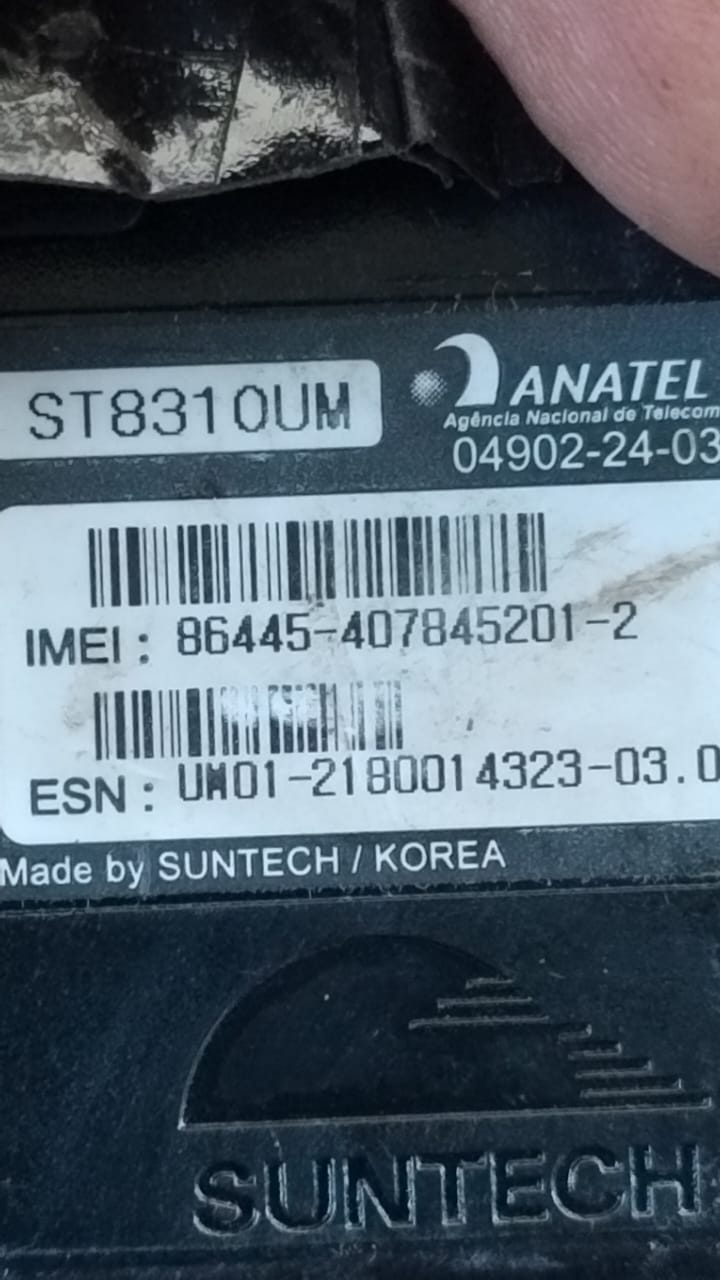 ST8310UM
ANATEL
Agência Nacional de Telecom
04902-24-03
IMEI : 86445-407845201-2
ESN : UM01-2180014323-03.0
Made by SUNTECH / KOREA
SUNTECH